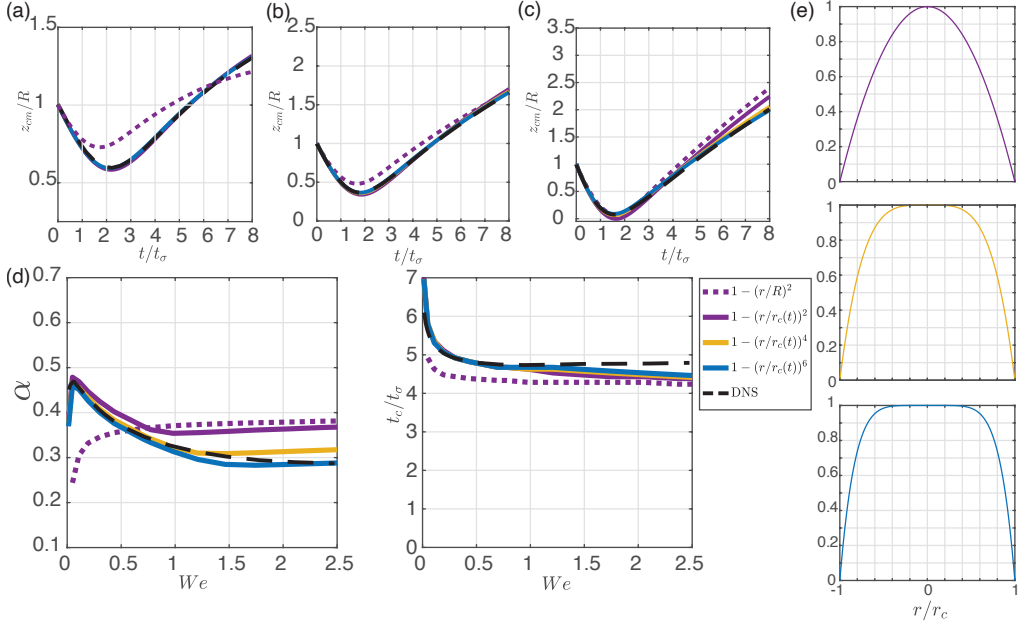 (a)
1.5
1
0.5
z_cm/R
0 1 2 3 4 5 6 7 8
t/t_σ
(b)
2.5
2
1.5
1
0.5
0
z_cm/R
0 1 2 3 4 5 6 7 8
t/t_σ
(c)
3.5
3
2.5
2
1.5
1
0.5
0
z_cm/R
0 1 2 3 4 5 6 7 8
t/t_σ
(d)
0.7
0.6
0.5
0.4
0.3
0.2
0.1
α
0 0.5 1 1.5 2 2.5
We
7
6
5
4
3
2
1
0
t_c/t_σ
0 0.5 1 1.5 2 2.5
We
1 − (r/R)²
1 − (r/r_c(t))²
1 − (r/r_c(t))⁴
1 − (r/r_c(t))⁶
DNS
(e)
1
0.8
0.6
0.4
0.2
0
1
0.8
0.6
0.4
0.2
0
1
0.8
0.6
0.4
0.2
0
-1 0 1
r/r_c